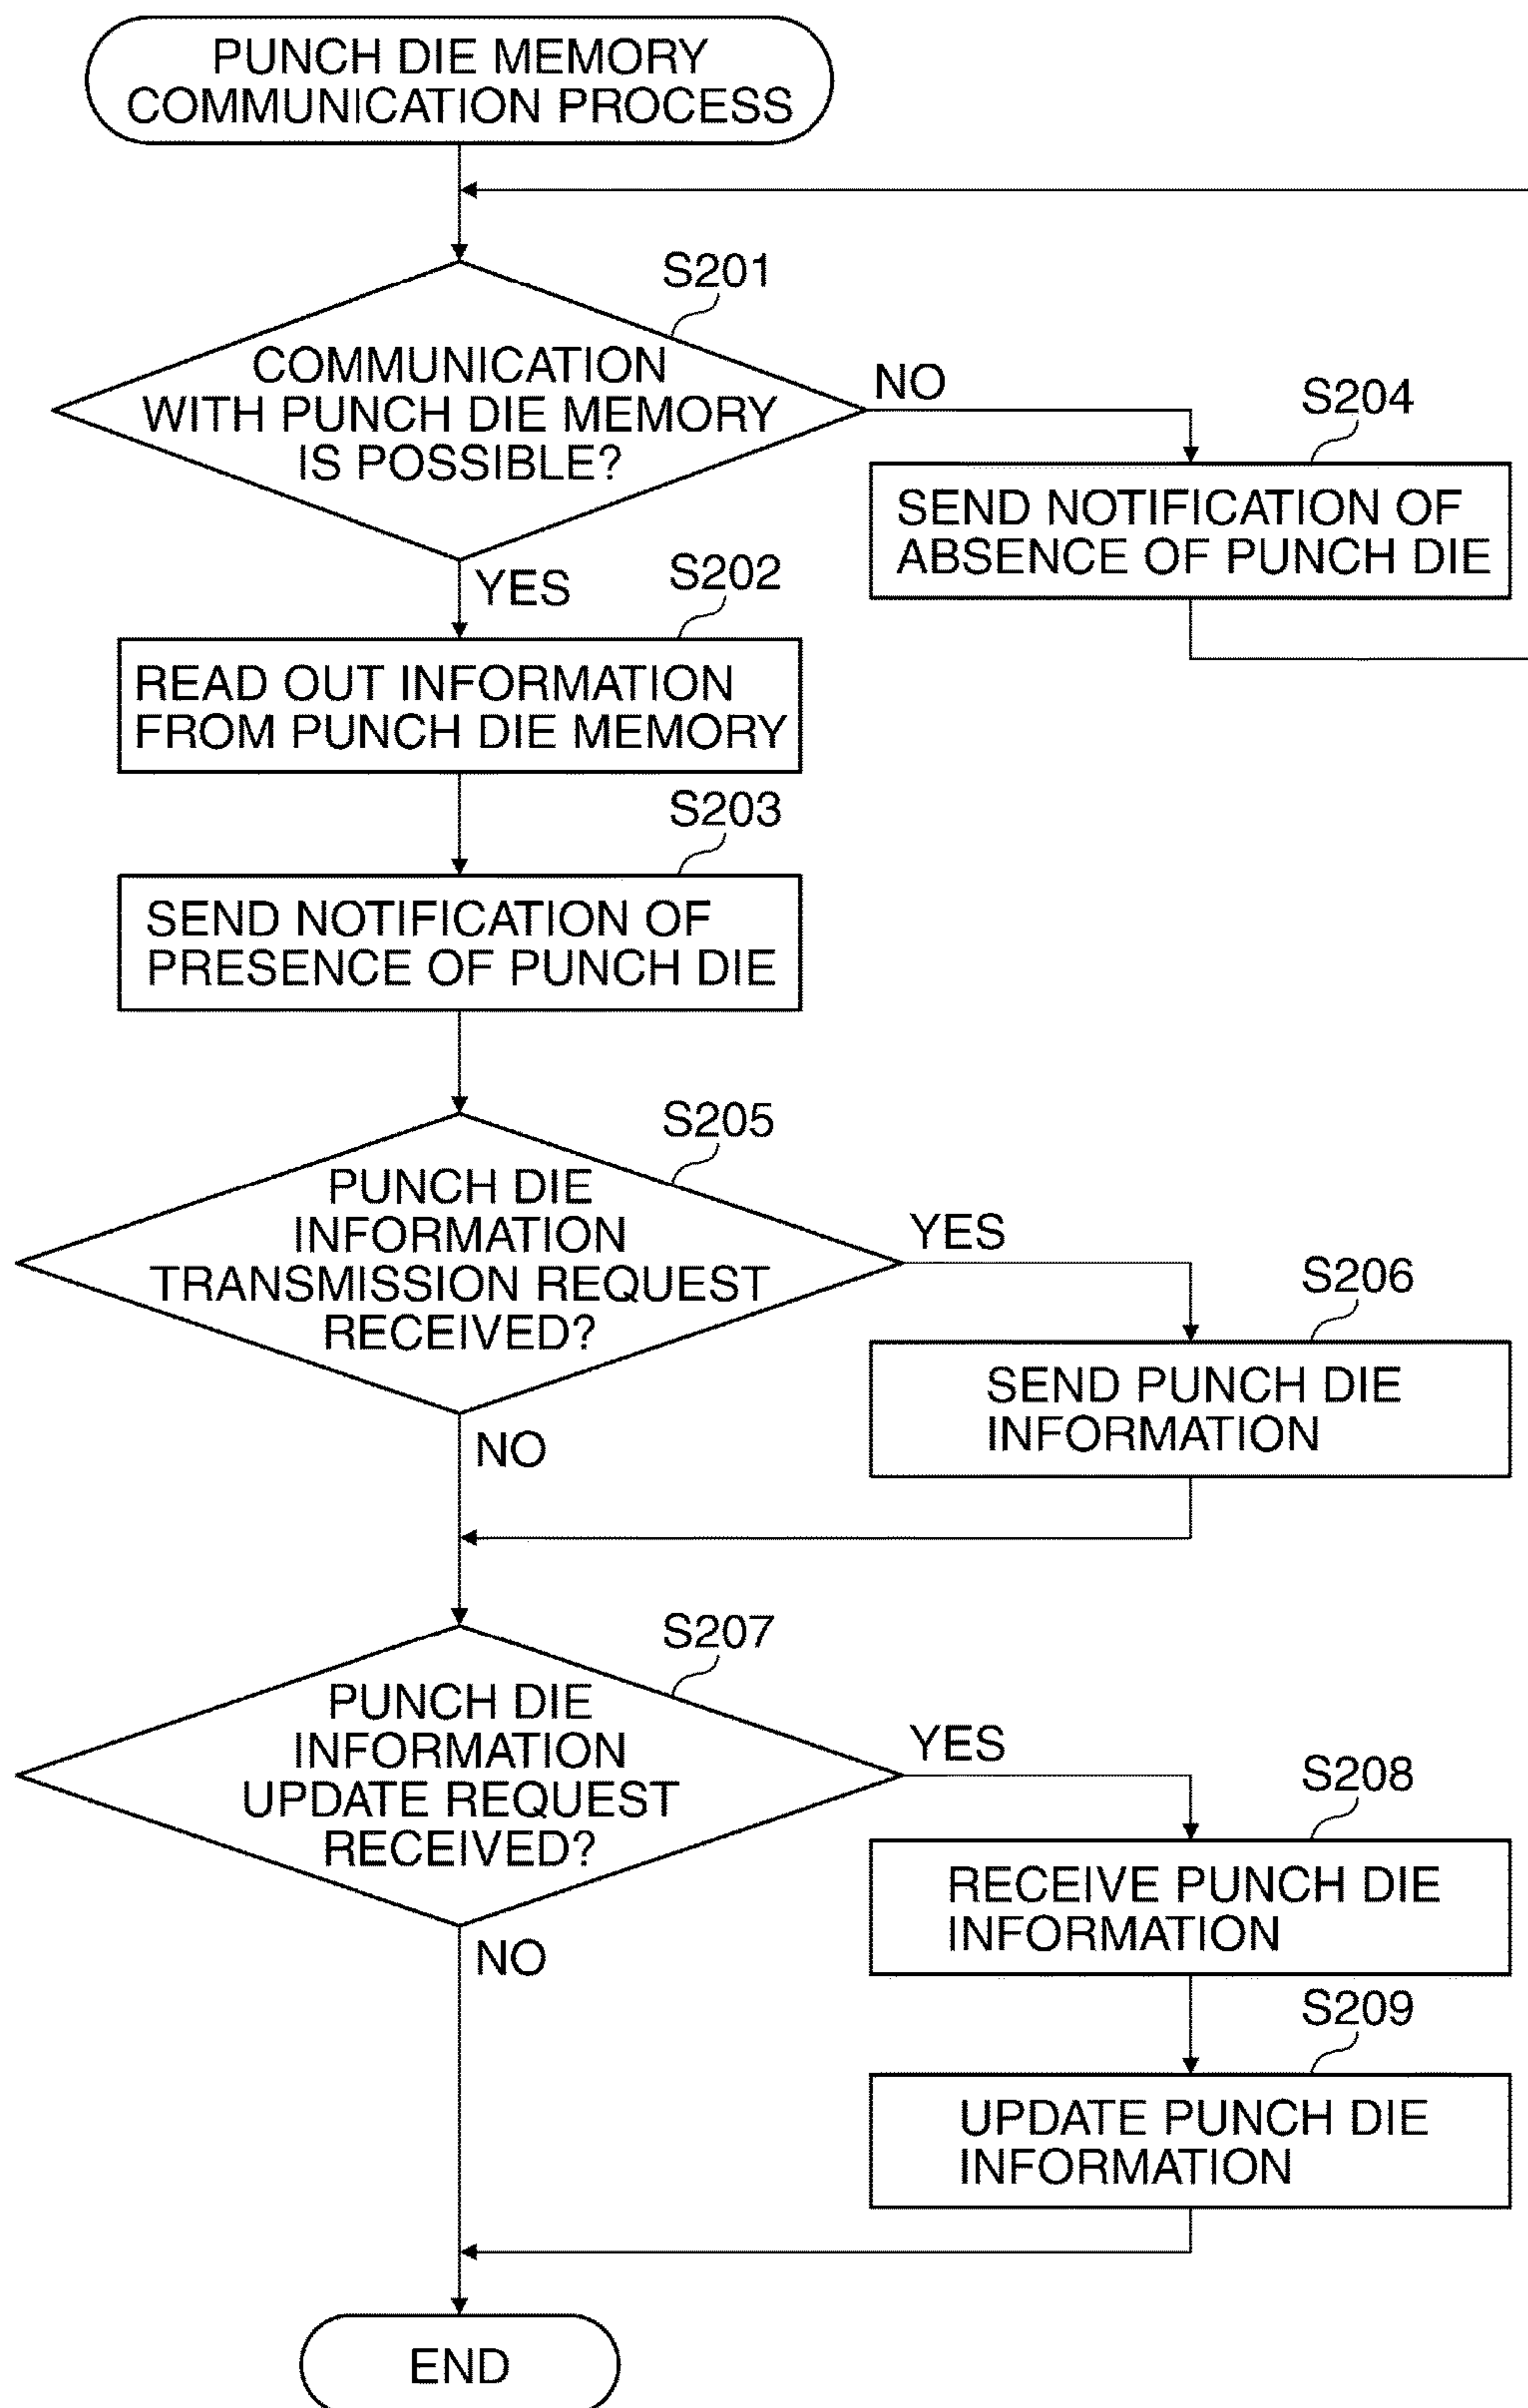 PUNCH DIE MEMORY
COMMUNICATION PROCESS
S201
COMMUNICATION
WITH PUNCH DIE MEMORY
IS POSSIBLE?
NO
S204
SEND NOTIFICATION OF
ABSENCE OF PUNCH DIE
YES
S202
READ OUT INFORMATION
FROM PUNCH DIE MEMORY
S203
SEND NOTIFICATION OF
PRESENCE OF PUNCH DIE
S205
PUNCH DIE
INFORMATION
TRANSMISSION REQUEST
RECEIVED?
YES
S206
SEND PUNCH DIE
INFORMATION
NO
S207
PUNCH DIE
INFORMATION
UPDATE REQUEST
RECEIVED?
YES
S208
RECEIVE PUNCH DIE
INFORMATION
NO
S209
UPDATE PUNCH DIE
INFORMATION
END